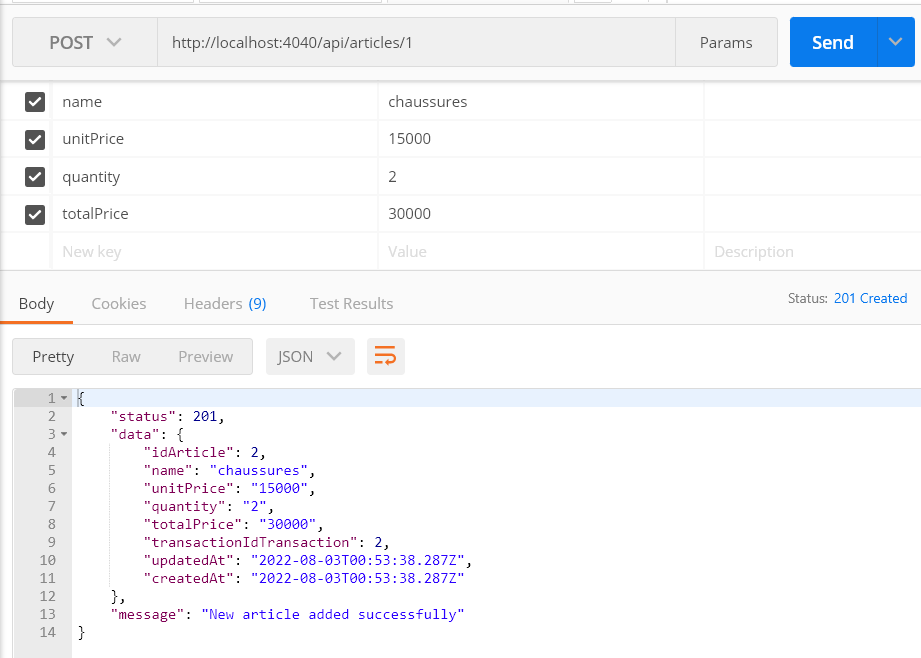 POST http://localhost:4040/api/articles/1 Params Send
name chaussures
unitPrice 15000
quantity 2
totalPrice 30000
New key Value Description
Body Cookies Headers (9) Test Results Status: 201 Created
Pretty Raw Preview JSON
1 {
2 "status": 201,
3 "data": {
4 "idArticle": 2,
5 "name": "chaussures",
6 "unitPrice": "15000",
7 "quantity": "2",
8 "totalPrice": "30000",
9 "transactionIdTransaction": 2,
10 "updatedAt": "2022-08-03T00:53:38.287Z",
11 "createdAt": "2022-08-03T00:53:38.287Z"
12 },
13 "message": "New article added successfully"
14 }